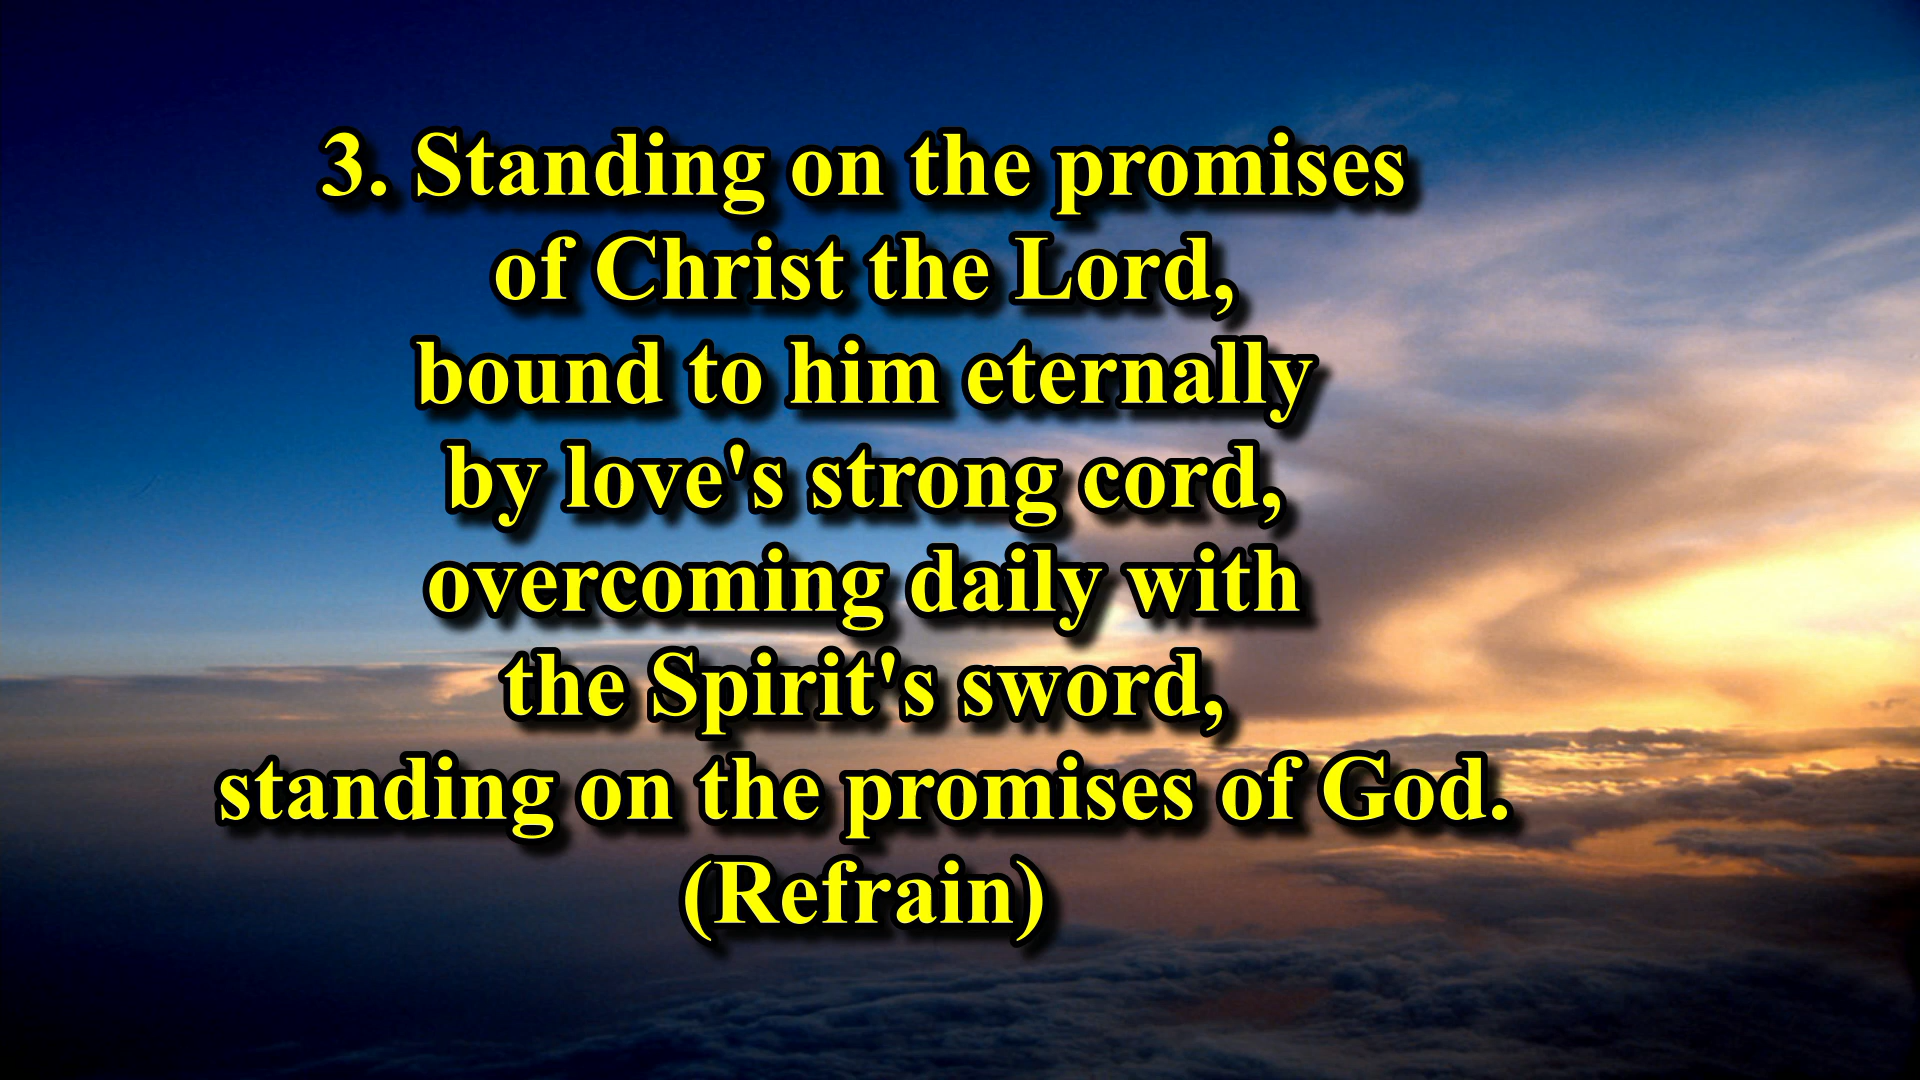 3. Standing on the promises
of Christ the Lord,
bound to him eternally
by love's strong cord,
overcoming daily with
the Spirit's sword,
standing on the promises of God.
(Refrain)